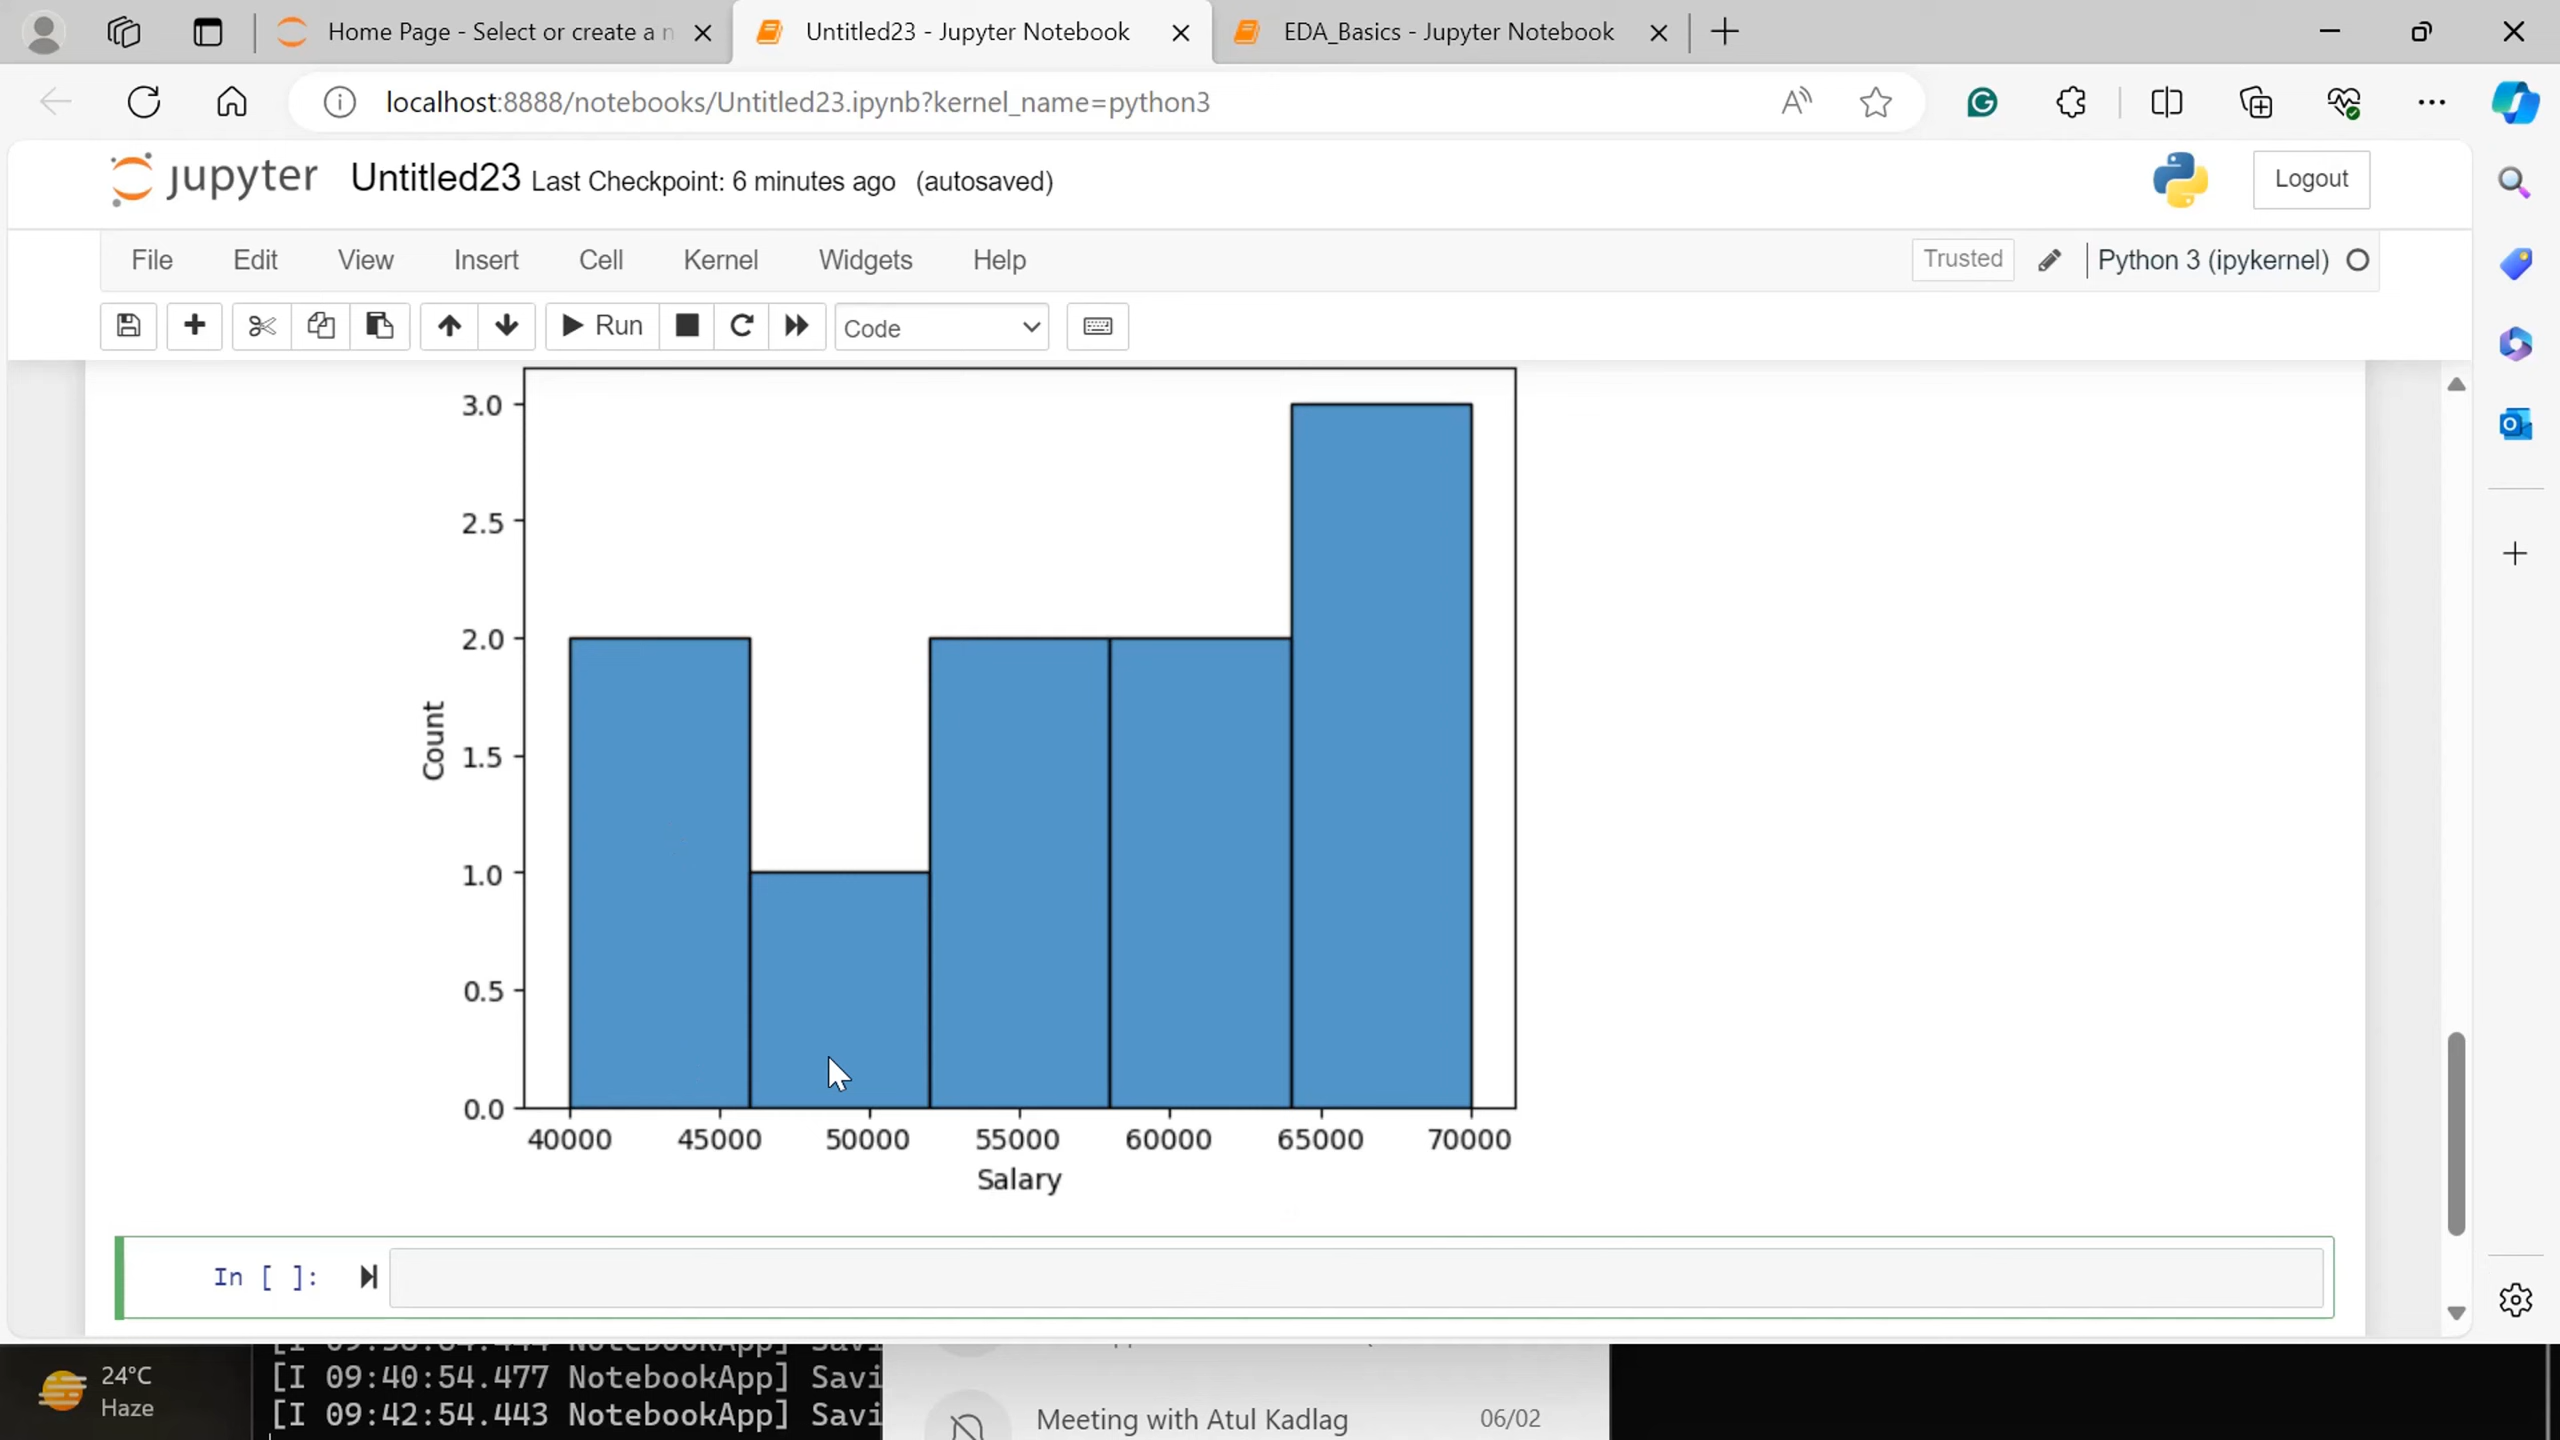 Home Page - Select or create a n
Untitled23 - Jupyter Notebook
EDA_Basics - Jupyter Notebook
localhost:8888/notebooks/Untitled23.ipynb?kernel_name=python3
jupyter Untitled23 Last Checkpoint: 6 minutes ago (autosaved)
Logout
File Edit View Insert Cell Kernel Widgets Help
Trusted
Python 3 (ipykernel)
Run
Code
3.0
2.5
2.0
1.5
1.0
0.5
0.0
Count
40000 45000 50000 55000 60000 65000 70000
Salary
In [ ]:
24°C
Haze
[I 09:40:54.477 NotebookApp] Savi
[I 09:42:54.443 NotebookApp] Savi
Meeting with Atul Kadlag 06/02